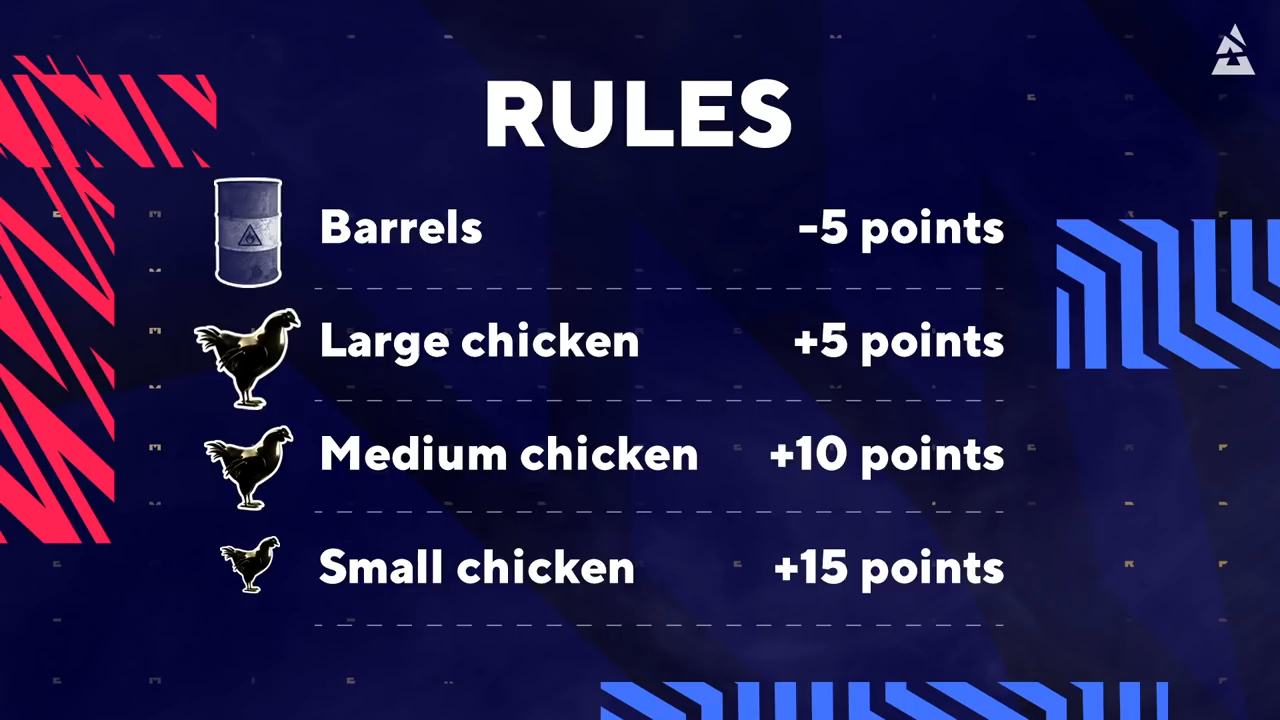 RULES
Barrels -5 points
Large chicken +5 points
Medium chicken +10 points
Small chicken +15 points